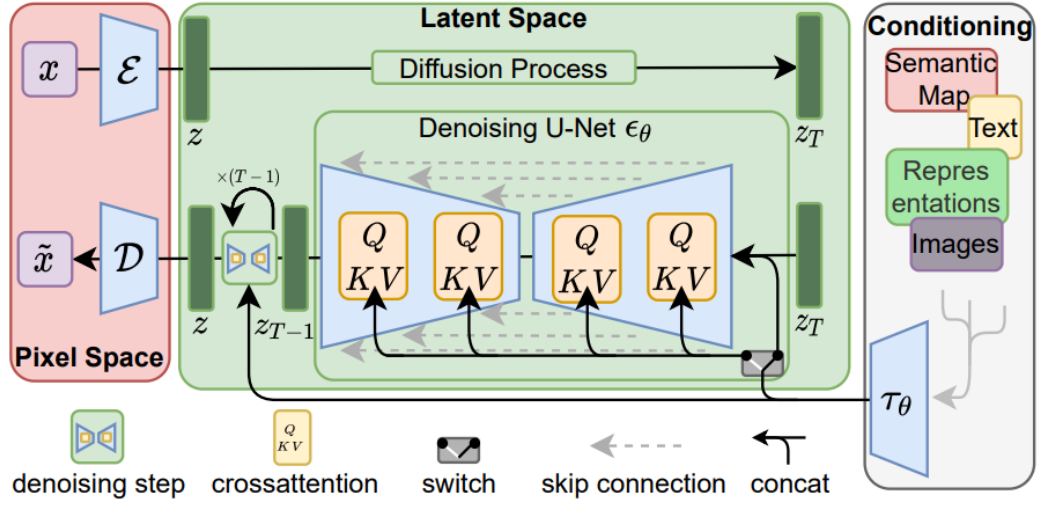 Latent Space
Conditioning
x
ℰ
Diffusion Process
z
z_T
Semantic
Map
Text
Repres
entations
Images
Denoising U-Net ϵ_θ
×(T−1)
Q
KV
Q
KV
Q
KV
Q
KV
x̃
𝒟
z
z_{T−1}
z_T
Pixel Space
τ_θ
Q
KV
denoising step
crossattention
switch
skip connection
concat